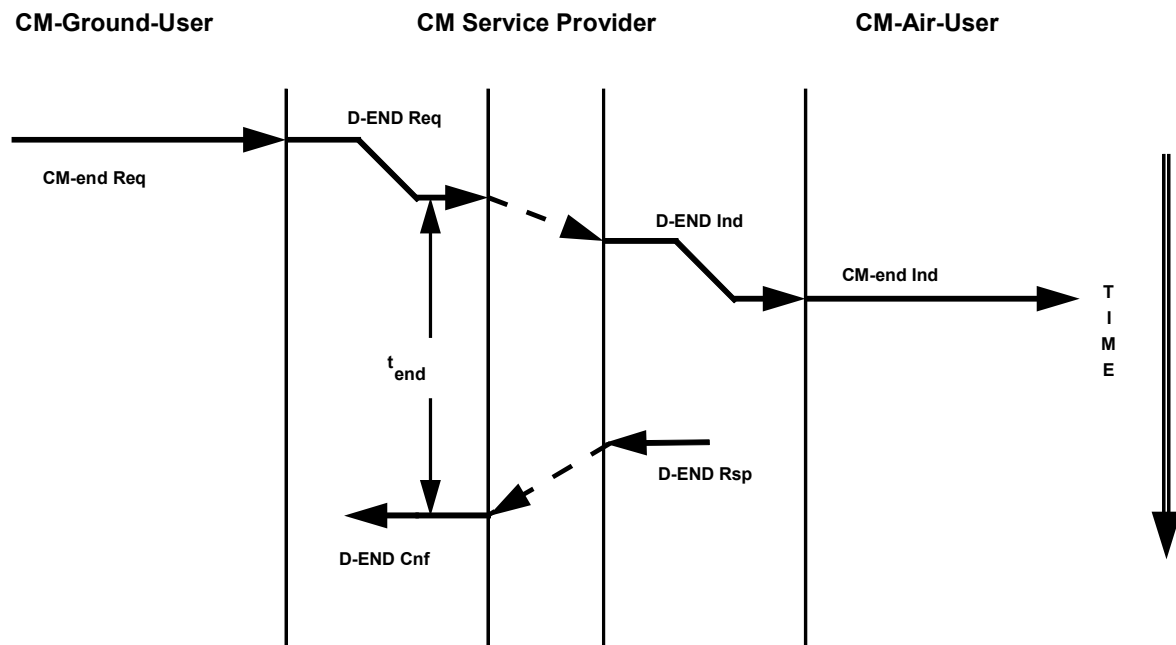 CM-Ground-User
CM Service Provider
CM-Air-User
D-END Req
CM-end Req
D-END Ind
CM-end Ind
T
I
M
E
t end
D-END Rsp
D-END Cnf